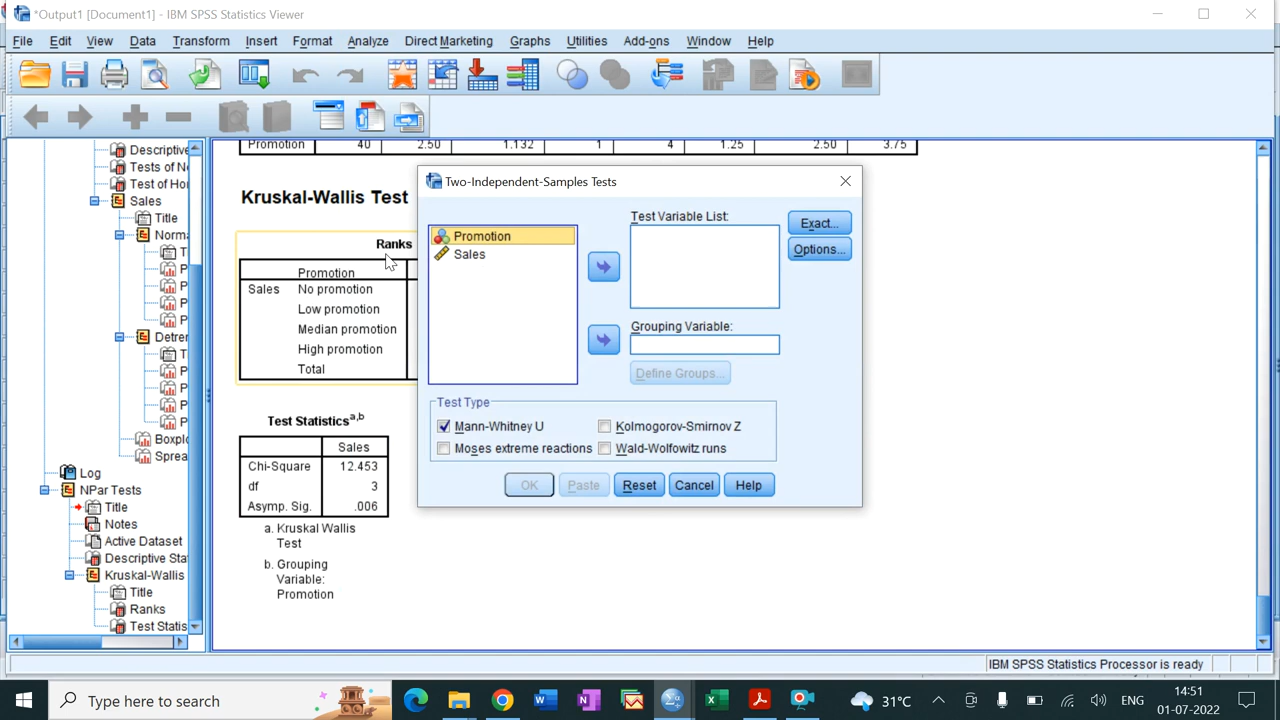 *Output1 [Document1] - IBM SPSS Statistics Viewer
File Edit View Data Transform Insert Format Analyze Direct Marketing Graphs Utilities Add-ons Window Help
Descriptive
Tests of N
Test of Ho
Sales
Title
Norma
T
P
P
P
P
Detre
T
P
P
P
P
Boxpl
Sprea
Log
NPar Tests
Title
Notes
Active Dataset
Descriptive Sta
Kruskal-Wallis
Title
Ranks
Test Statis
Promotion 40 2.50 1.132 1 4 1.25 2.50 3.75
Kruskal-Wallis Test
Ranks
Promotion
Sales No promotion
Low promotion
Median promotion
High promotion
Total
Test Statistics a,b
Sales
Chi-Square 12.453
df 3
Asymp. Sig. .006
a. Kruskal Wallis
Test
b. Grouping
Variable:
Promotion
Two-Independent-Samples Tests
Promotion
Sales
Test Variable List:
Exact...
Options...
Grouping Variable:
Define Groups...
Test Type
Mann-Whitney U Kolmogorov-Smirnov Z
Moses extreme reactions Wald-Wolfowitz runs
OK Paste Reset Cancel Help
IBM SPSS Statistics Processor is ready
Type here to search
31°C
ENG
14:51
01-07-2022